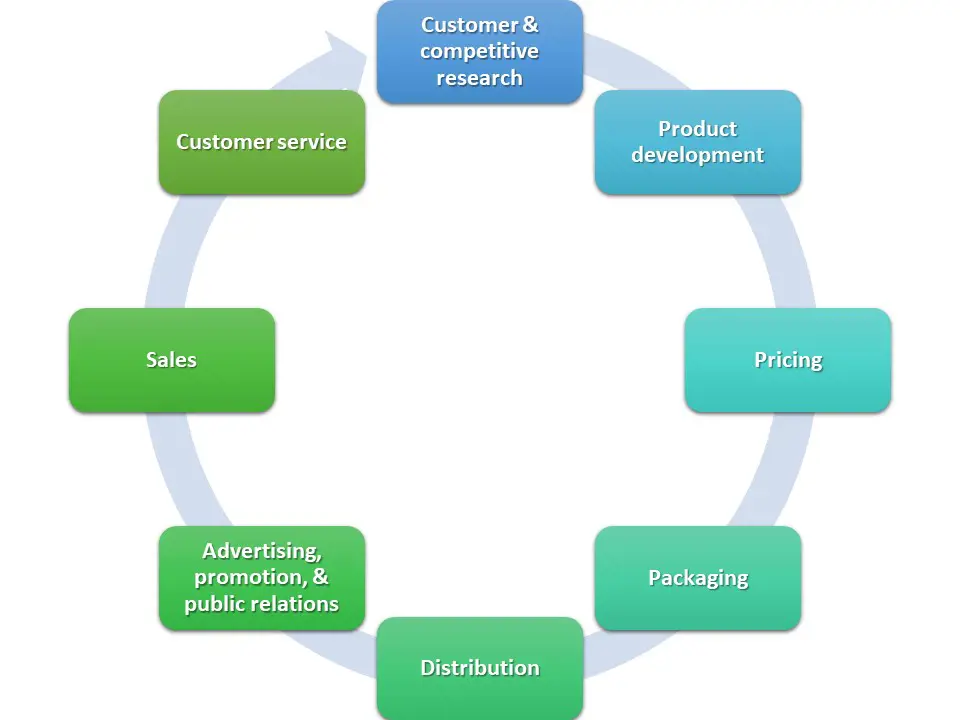 Customer &
competitive
research
Product
development
Pricing
Packaging
Distribution
Advertising,
promotion, &
public relations
Sales
Customer service